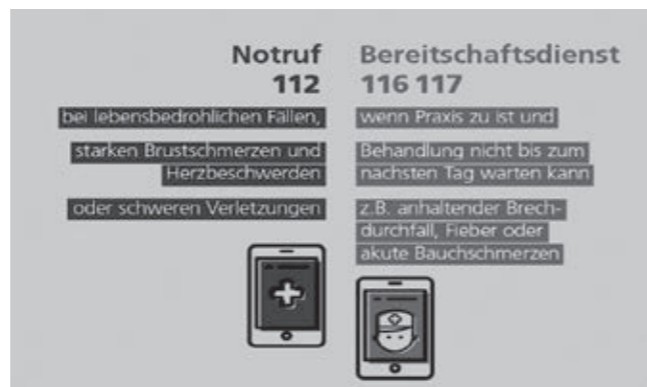 Notruf
112
bei lebensbedrohlichen Fällen,
starken Brustschmerzen und
Herzbeschwerden
oder schweren Verletzungen
Bereitschaftsdienst
116 117
wenn Praxis zu ist und
Behandlung nicht bis zum
nächsten Tag warten kann
z.B. anhaltender Brech-
durchfall, Fieber oder
akute Bauchschmerzen